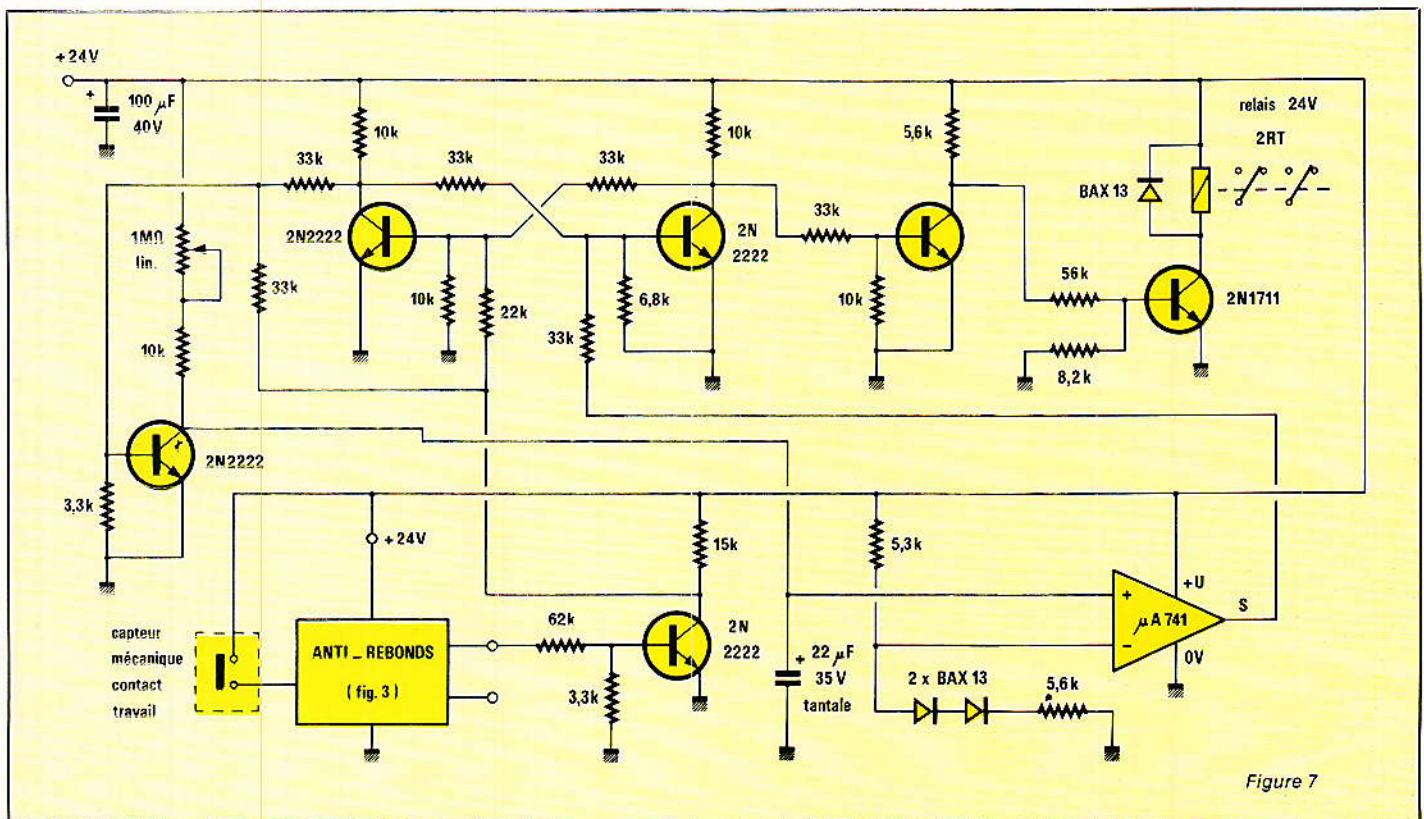 +24V
+
100 µF
40V
10k
10k
5,6k
relais 24V
2RT
33k
33k
33k
BAX 13
1MΩ
lin.
2N2222
2N
2222
33k
56k
2N1711
33k
10k
22k
33k
6,8k
10k
8,2k
10k
2N2222
3,3k
+24V
15k
5,3k
+U
+
S
µA 741
−
0V
capteur
mécanique
contact
travail
ANTI_REBONDS
(fig. 3)
62k
2N
2222
3,3k
+ 22 µF
35 V
tantale
2 x BAX 13
5,6k
Figure 7